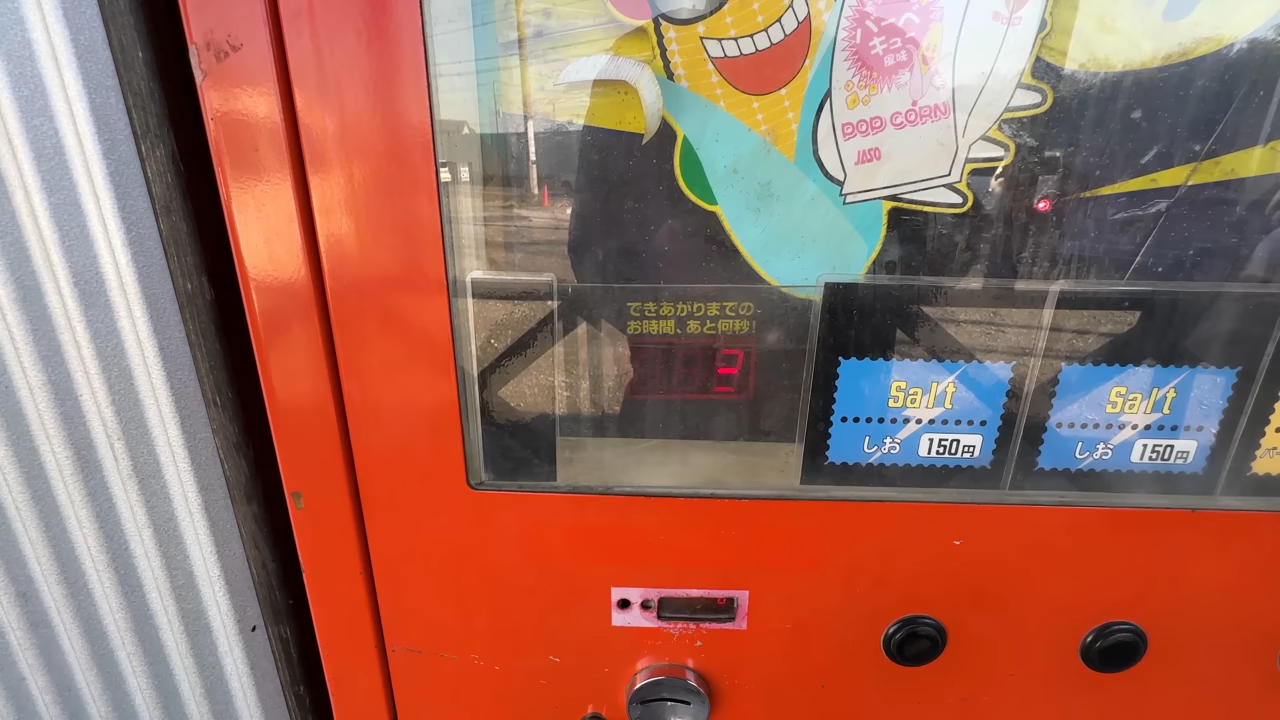 バーベ
キュー
風味
POP CORN
JAZO
できあがりまでの
お時間、あと何秒!
3
Salt
しお 150円
Salt
しお 150円